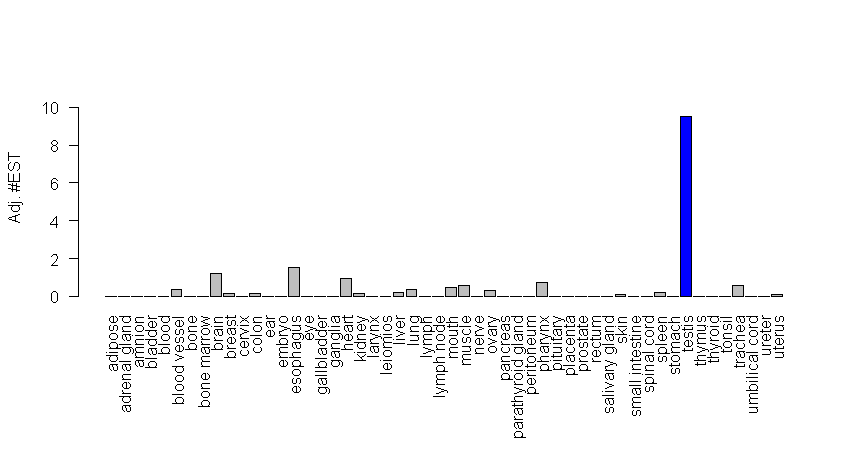 10
8
6
4
2
0
Adj. #EST
adipose
adrenal gland
amnion
bladder
blood
blood vessel
bone
bone marrow
brain
breast
cervix
colon
ear
embryo
esophagus
eye
gallbladder
ganglia
heart
kidney
larynx
leiomios
liver
lung
lymph
lymph node
mouth
muscle
nerve
ovary
pancreas
parathyroid gland
peritoneum
pharynx
pituitary
placenta
prostate
rectum
salivary gland
skin
small intestine
spinal cord
spleen
stomach
testis
thymus
thyroid
tonsil
trachea
umbilical cord
ureter
uterus